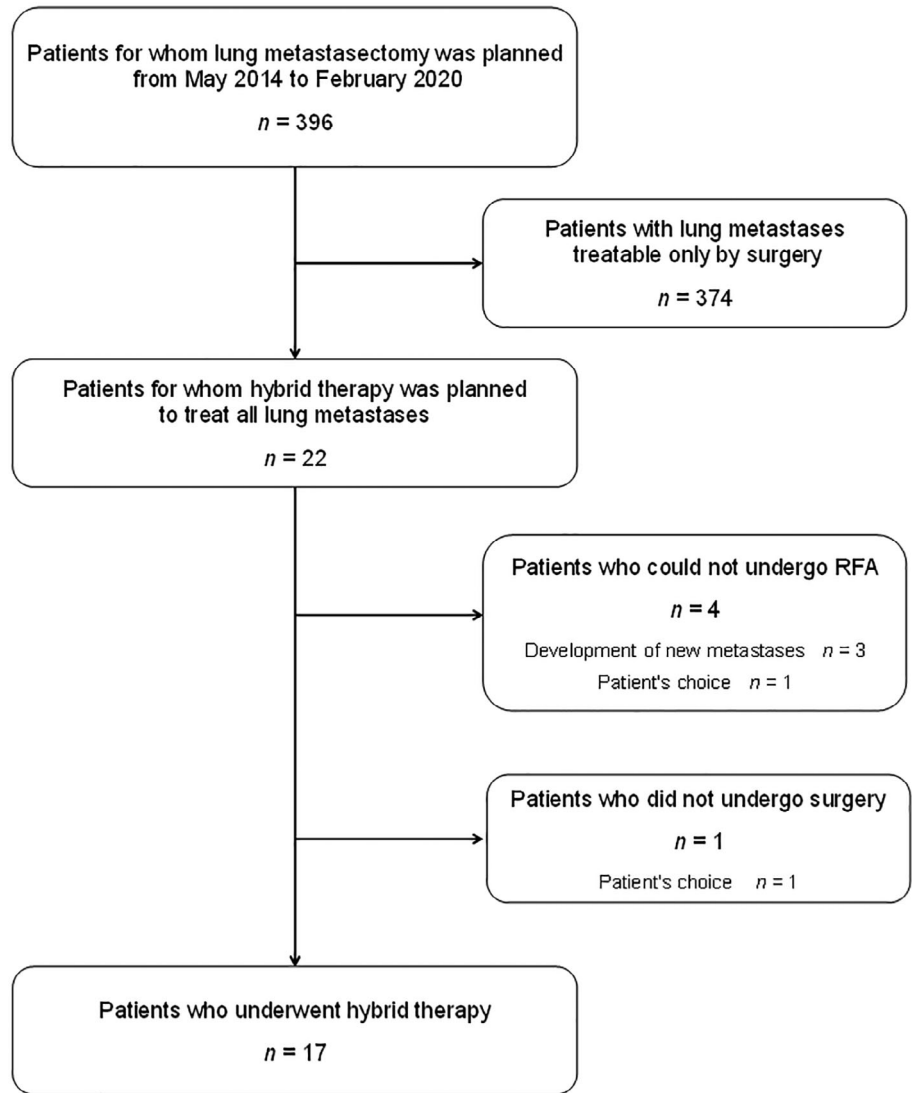 Patients for whom lung metastasectomy was planned
from May 2014 to February 2020
n = 396
Patients with lung metastases
treatable only by surgery
n = 374
Patients for whom hybrid therapy was planned
to treat all lung metastases
n = 22
Patients who could not undergo RFA
n = 4
Development of new metastases n = 3
Patient's choice n = 1
Patients who did not undergo surgery
n = 1
Patient's choice n = 1
Patients who underwent hybrid therapy
n = 17